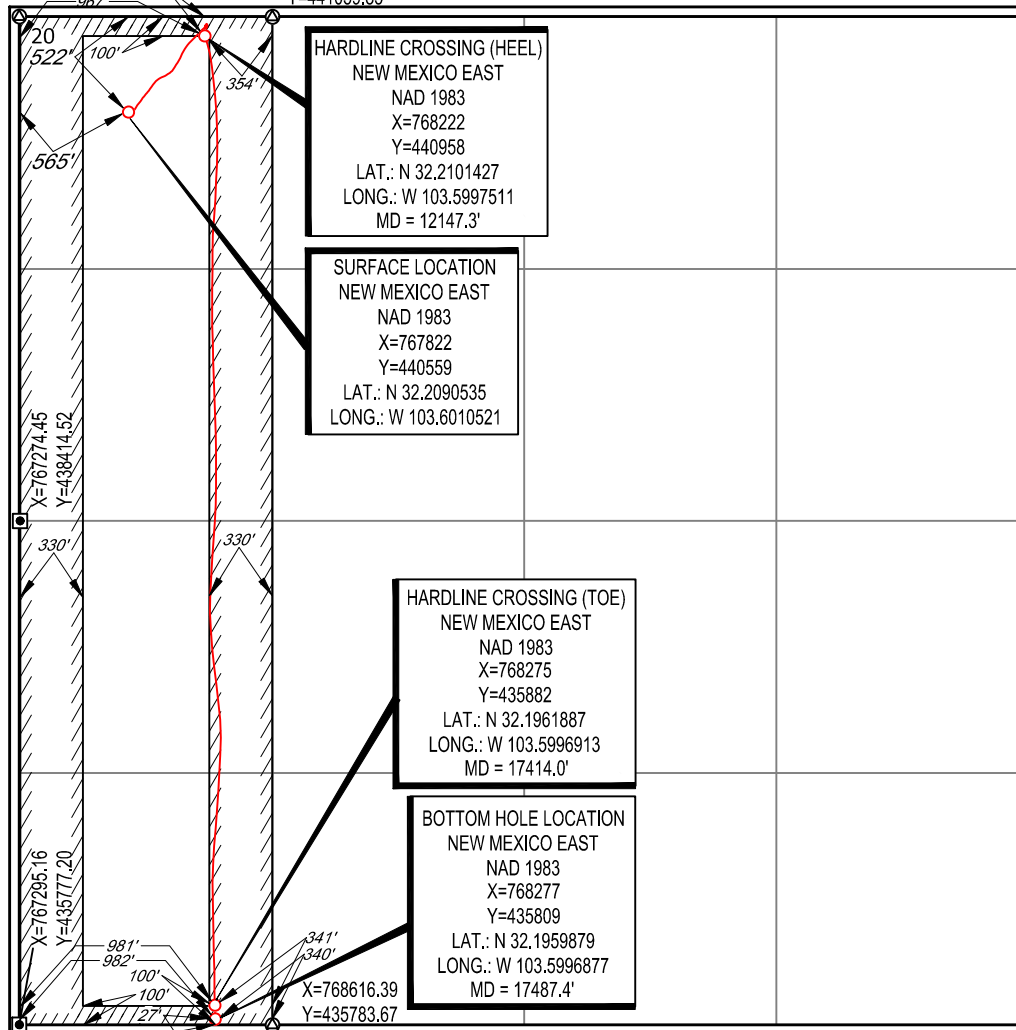 Y=441059.83
967'
20
522'
100'
354'
565'
HARDLINE CROSSING (HEEL)
NEW MEXICO EAST
NAD 1983
X=768222
Y=440958
LAT.: N 32.2101427
LONG.: W 103.5997511
MD = 12147.3'
SURFACE LOCATION
NEW MEXICO EAST
NAD 1983
X=767822
Y=440559
LAT.: N 32.2090535
LONG.: W 103.6010521
X=767274.45
Y=438414.52
330'
330'
HARDLINE CROSSING (TOE)
NEW MEXICO EAST
NAD 1983
X=768275
Y=435882
LAT.: N 32.1961887
LONG.: W 103.5996913
MD = 17414.0'
BOTTOM HOLE LOCATION
NEW MEXICO EAST
NAD 1983
X=768277
Y=435809
LAT.: N 32.1959879
LONG.: W 103.5996877
MD = 17487.4'
X=767295.16
Y=435777.20
981'
982'
100'
100'
27'
341'
340'
X=768616.39
Y=435783.67